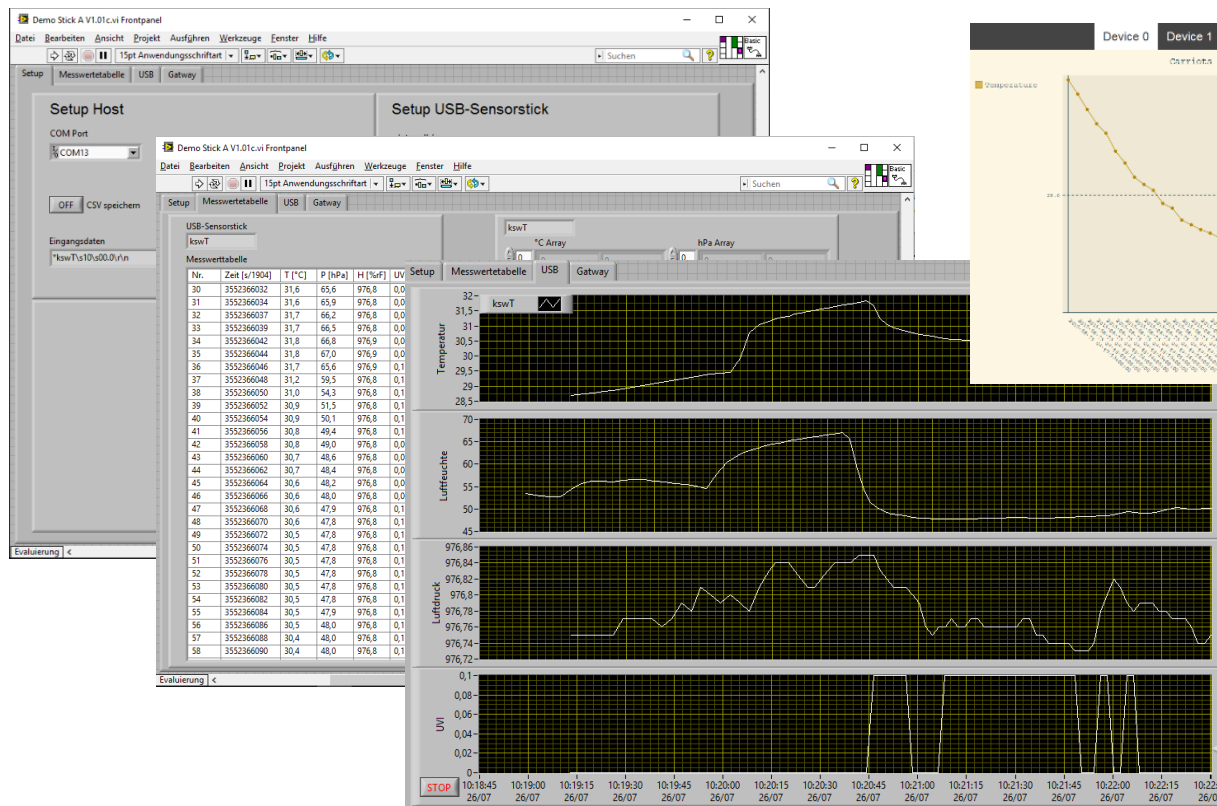 Demo Stick A V1.01c.vi Frontpanel
Datei Bearbeiten Ansicht Projekt Ausführen Werkzeuge Fenster Hilfe
15pt Anwendungsschriftart
Suchen
Basic
Setup Messwertetabelle USB Gatway
Setup Host
COM Port
COM13
OFF CSV speichern
Eingangsdaten
*kswT\s10\s00.0\r\n
Setup USB-Sensorstick
Evaluierung <
Demo Stick A V1.01c.vi Frontpanel
Datei Bearbeiten Ansicht Projekt Ausführen Werkzeuge Fenster Hilfe
15pt Anwendungsschriftart
Suchen
Basic
Setup Messwertetabelle USB Gatway
USB-Sensorstick
kswT
Messwerttabelle
kswT
°C Array hPa Array
0 0
Nr. Zeit [s/1904] T [°C] P [hPa] H [%rF] UV
30 3552366032 31,6 65,6 976,8 0,0
31 3552366034 31,6 65,9 976,8 0,0
32 3552366037 31,7 66,2 976,8 0,0
33 3552366039 31,7 66,5 976,8 0,0
34 3552366042 31,8 66,8 976,9 0,0
35 3552366044 31,8 67,0 976,9 0,0
36 3552366046 31,7 65,6 976,9 0,1
37 3552366048 31,2 59,5 976,8 0,1
38 3552366050 31,0 54,3 976,8 0,1
39 3552366052 30,9 51,5 976,8 0,1
40 3552366054 30,9 50,1 976,8 0,1
41 3552366056 30,8 49,4 976,8 0,1
42 3552366058 30,8 49,0 976,8 0,0
43 3552366060 30,7 48,6 976,8 0,0
44 3552366062 30,7 48,4 976,8 0,0
45 3552366064 30,6 48,2 976,8 0,0
46 3552366066 30,6 48,0 976,8 0,0
47 3552366068 30,6 47,9 976,8 0,1
48 3552366070 30,6 47,8 976,8 0,1
49 3552366072 30,5 47,8 976,8 0,1
50 3552366074 30,5 47,8 976,8 0,1
51 3552366076 30,5 47,8 976,8 0,1
52 3552366078 30,5 47,8 976,8 0,1
53 3552366080 30,5 47,8 976,8 0,1
54 3552366082 30,5 47,8 976,8 0,1
55 3552366084 30,5 47,9 976,8 0,1
56 3552366086 30,5 48,0 976,8 0,1
57 3552366088 30,4 48,0 976,8 0,1
58 3552366090 30,4 48,0 976,8 0,1
Evaluierung <
Setup Messwertetabelle USB Gatway
kswT
Temperatur
32
31,5
31
30,5
30
29,5
29
28,5
Luftfeuchte
70
65
60
55
50
45
Luftdruck
976,86
976,84
976,82
976,8
976,78
976,76
976,74
976,72
UVI
0,1
0,08
0,06
0,04
0,02
0
STOP
10:18:45 10:19:00 10:19:15 10:19:30 10:19:45 10:20:00 10:20:15 10:20:30 10:20:45 10:21:00 10:21:15 10:21:30 10:21:45 10:22:00 10:22:15 10:22:
26/07 26/07 26/07 26/07 26/07 26/07 26/07 26/07 26/07 26/07 26/07 26/07 26/07 26/07 26/07 26/0
Device 0 Device 1
Carriots
Temperature